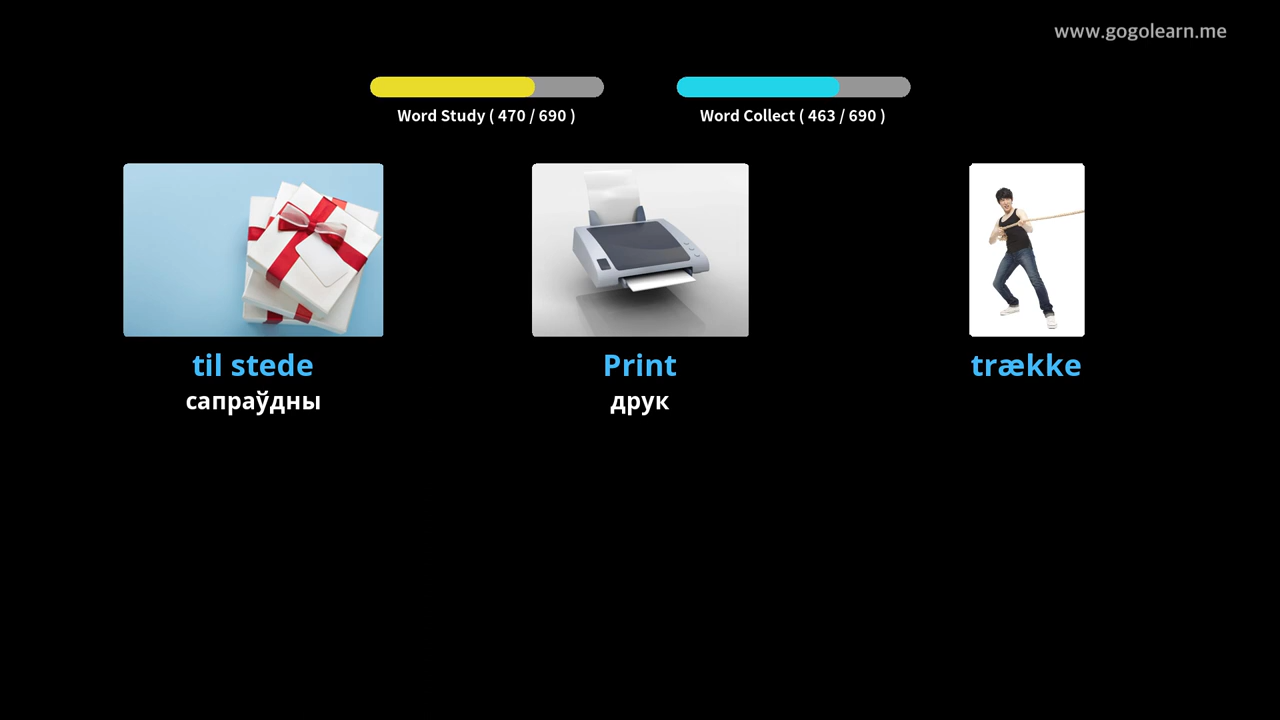 www.gogolearn.me
Word Study ( 470 / 690 )
Word Collect ( 463 / 690 )
til stede
Print
trække
сапраўдны
друк